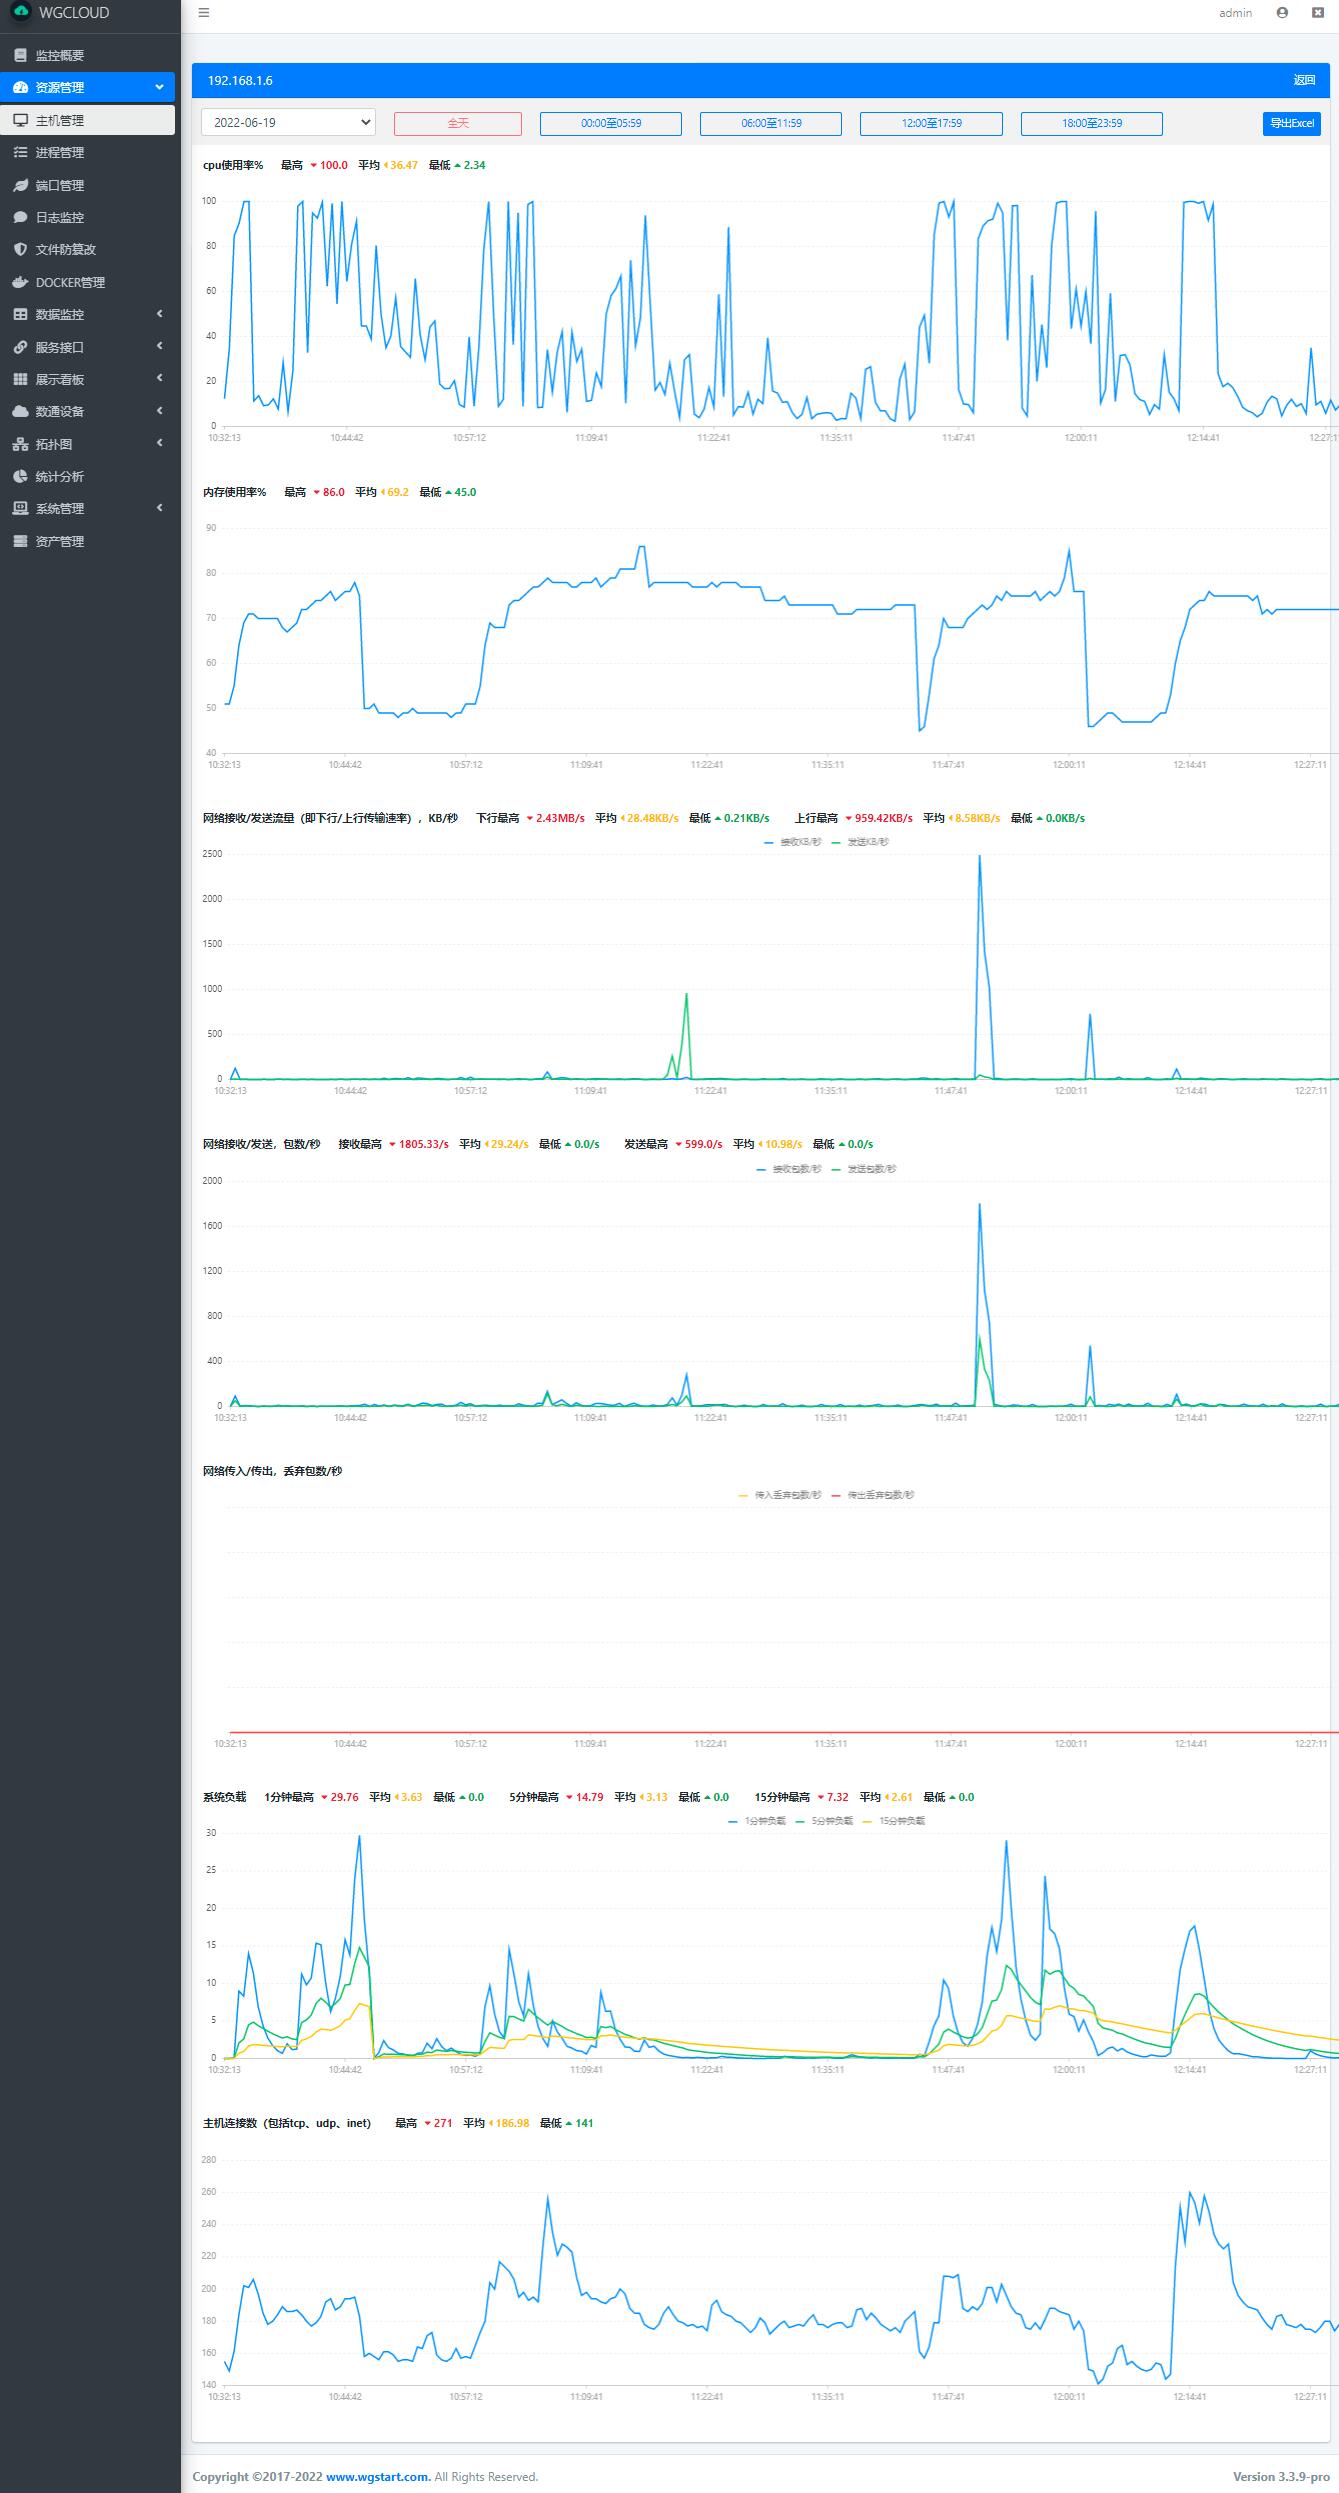 WGCLOUD
admin
监控概要
资源管理
主机管理
进程管理
端口管理
日志监控
文件防篡改
DOCKER管理
数据监控
服务接口
展示看板
数通设备
拓扑图
统计分析
系统管理
资产管理
192.168.1.6 返回
2022-06-19 全天 00:00至05:59 06:00至11:59 12:00至17:59 18:00至23:59 导出Excel
cpu使用率% 最高 100.0 平均 36.47 最低 2.34
100
80
60
40
20
0
10:32:13 10:44:42 10:57:12 11:09:41 11:22:41 11:35:11 11:47:41 12:00:11 12:14:41 12:27:1
内存使用率% 最高 86.0 平均 69.2 最低 45.0
90
80
70
60
50
40
10:32:13 10:44:42 10:57:12 11:09:41 11:22:41 11:35:11 11:47:41 12:00:11 12:14:41 12:27:11
网络接收/发送流量（即下行/上行传输速率），KB/秒 下行最高 2.43MB/s 平均 28.48KB/s 最低 0.21KB/s 上行最高 959.42KB/s 平均 8.58KB/s 最低 0.0KB/s
接收KB/秒 发送KB/秒
2500
2000
1500
1000
500
0
10:32:13 10:44:42 10:57:12 11:09:41 11:22:41 11:35:11 11:47:41 12:00:11 12:14:41 12:27:11
网络接收/发送，包数/秒 接收最高 1805.33/s 平均 29.24/s 最低 0.0/s 发送最高 599.0/s 平均 10.98/s 最低 0.0/s
接收包数/秒 发送包数/秒
2000
1600
1200
800
400
0
10:32:13 10:44:42 10:57:12 11:09:41 11:22:41 11:35:11 11:47:41 12:00:11 12:14:41 12:27:11
网络传入/传出，丢弃包数/秒
传入丢弃包数/秒 传出丢弃包数/秒
10:32:13 10:44:42 10:57:12 11:09:41 11:22:41 11:35:11 11:47:41 12:00:11 12:14:41 12:27:11
系统负载 1分钟最高 29.76 平均 3.63 最低 0.0 5分钟最高 14.79 平均 3.13 最低 0.0 15分钟最高 7.32 平均 2.61 最低 0.0
1分钟负载 5分钟负载 15分钟负载
30
25
20
15
10
5
0
10:32:13 10:44:42 10:57:12 11:09:41 11:22:41 11:35:11 11:47:41 12:00:11 12:14:41 12:27:11
主机连接数（包括tcp、udp、inet） 最高 271 平均 186.98 最低 141
280
260
240
220
200
180
160
140
10:32:13 10:44:42 10:57:12 11:09:41 11:22:41 11:35:11 11:47:41 12:00:11 12:14:41 12:27:11
Copyright ©2017-2022 www.wgstart.com. All Rights Reserved. Version 3.3.9-pro